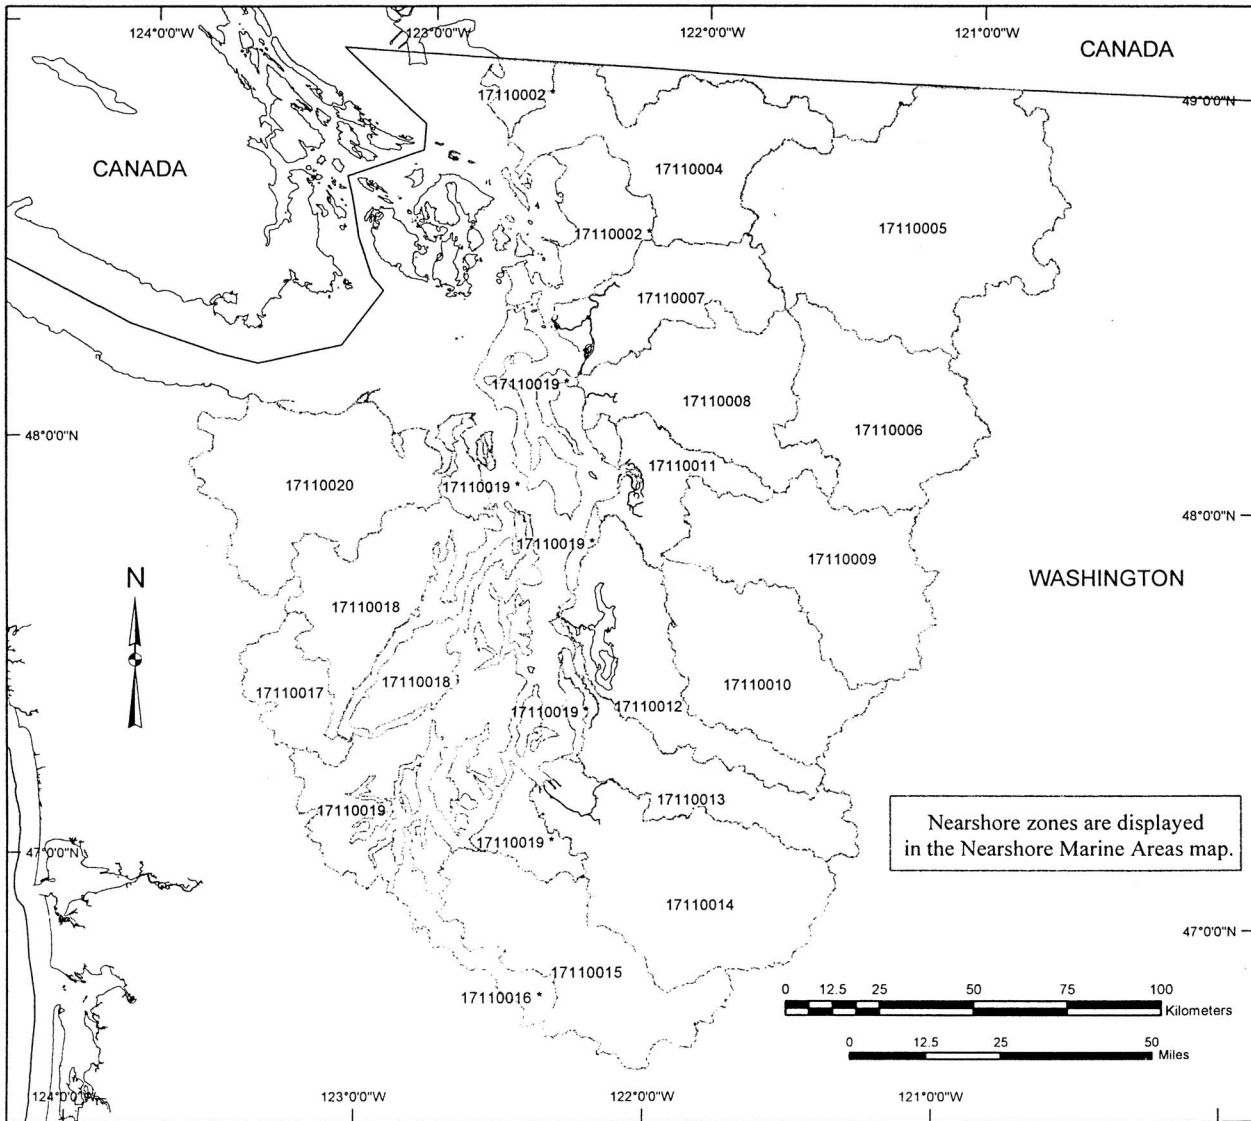 124°0'0"W
123°0'0"W
122°0'0"W
121°0'0"W
CANADA
49°0'0"N
17110002 *
CANADA
17110004
17110005
17110002 *
17110007
17110019 *
17110008
17110006
48°0'0"N
17110011
17110020
17110019 *
48°0'0"N
17110019 *
17110009
WASHINGTON
N
17110018
17110017
17110018
17110010
17110019 *
17110012
17110013
17110019
Nearshore zones are displayed
in the Nearshore Marine Areas map.
17110019 *
47°0'0"N
17110014
47°0'0"N
17110015
17110016 *
0 12.5 25 50 75 100
Kilometers
0 12.5 25 50
Miles
124°0'0"W
123°0'0"W
122°0'0"W
121°0'0"W